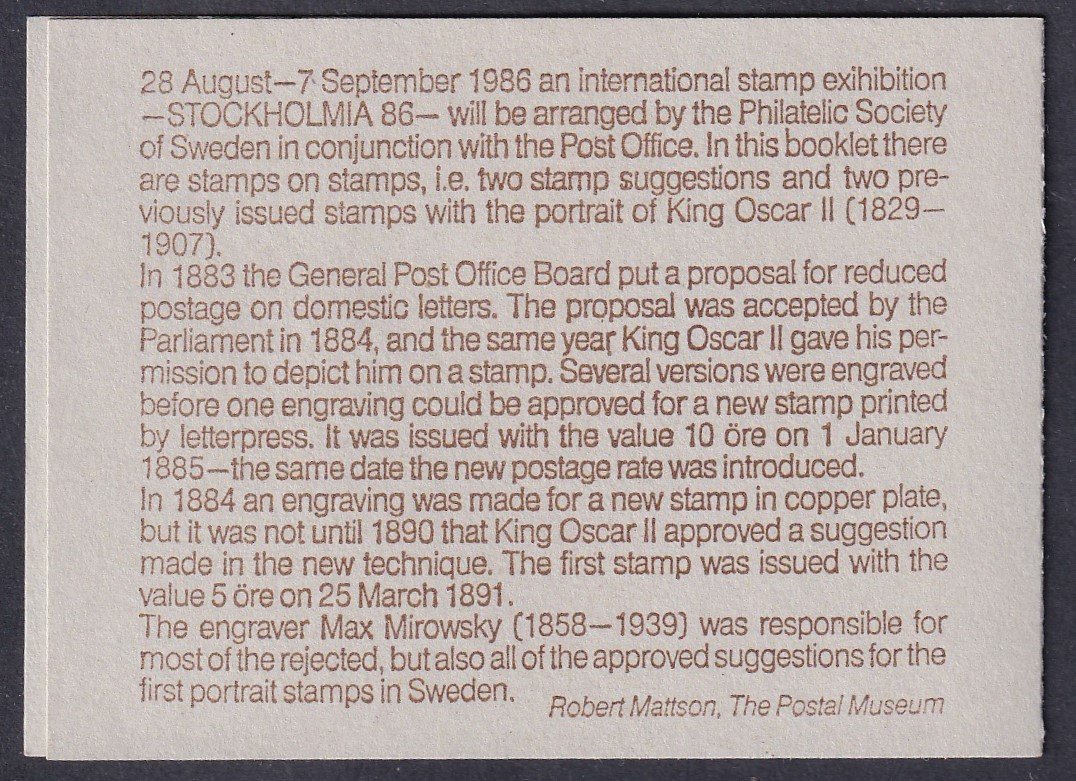 28 August–7 September 1986 an international stamp exihibition
–STOCKHOLMIA 86– will be arranged by the Philatelic Society
of Sweden in conjunction with the Post Office. In this booklet there
are stamps on stamps, i.e. two stamp suggestions and two pre-
viously issued stamps with the portrait of King Oscar II (1829–
1907).
In 1883 the General Post Office Board put a proposal for reduced
postage on domestic letters. The proposal was accepted by the
Parliament in 1884, and the same year King Oscar II gave his per-
mission to depict him on a stamp. Several versions were engraved
before one engraving could be approved for a new stamp printed
by letterpress. It was issued with the value 10 öre on 1 January
1885–the same date the new postage rate was introduced.
In 1884 an engraving was made for a new stamp in copper plate,
but it was not until 1890 that King Oscar II approved a suggestion
made in the new technique. The first stamp was issued with the
value 5 öre on 25 March 1891.
The engraver Max Mirowsky (1858–1939) was responsible for
most of the rejected, but also all of the approved suggestions for the
first portrait stamps in Sweden.
Robert Mattson, The Postal Museum